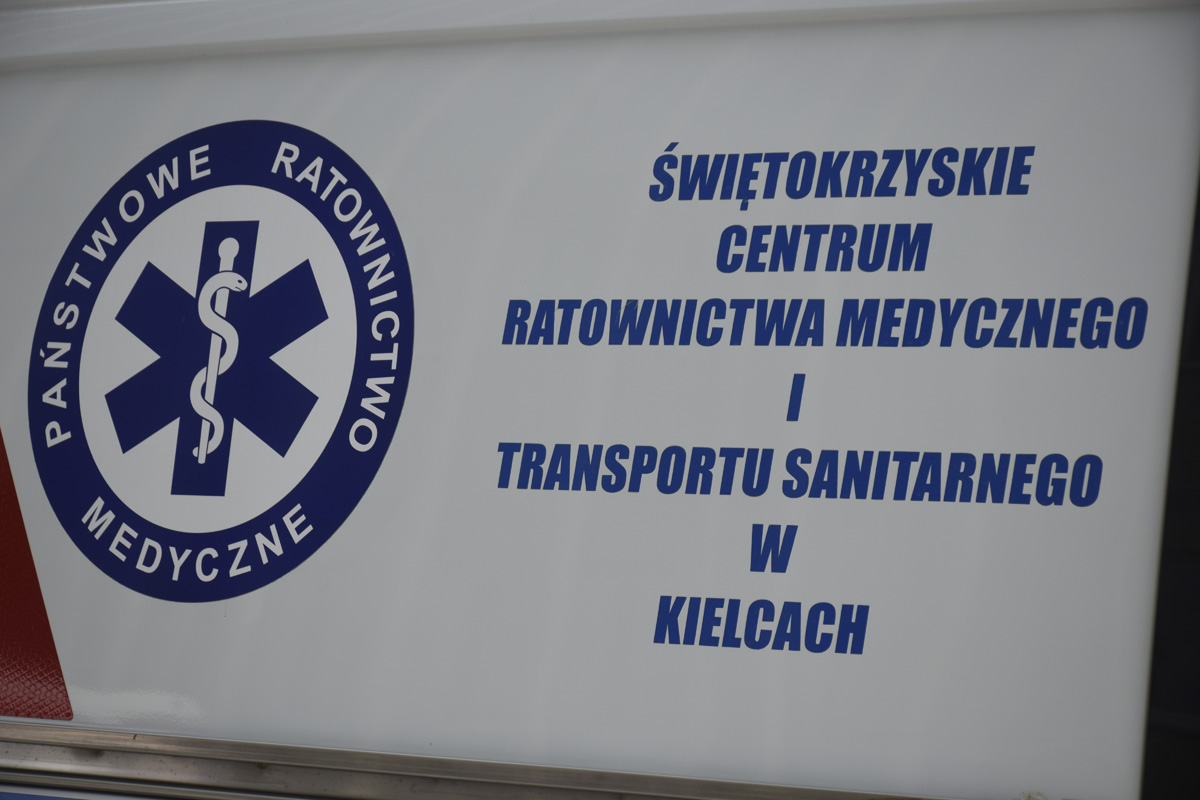 PAŃSTWOWE RATOWNICTWO
MEDYCZNE
ŚWIĘTOKRZYSKIE
CENTRUM
RATOWNICTWA MEDYCZNEGO
I
TRANSPORTU SANITARNEGO
W
KIELCACH